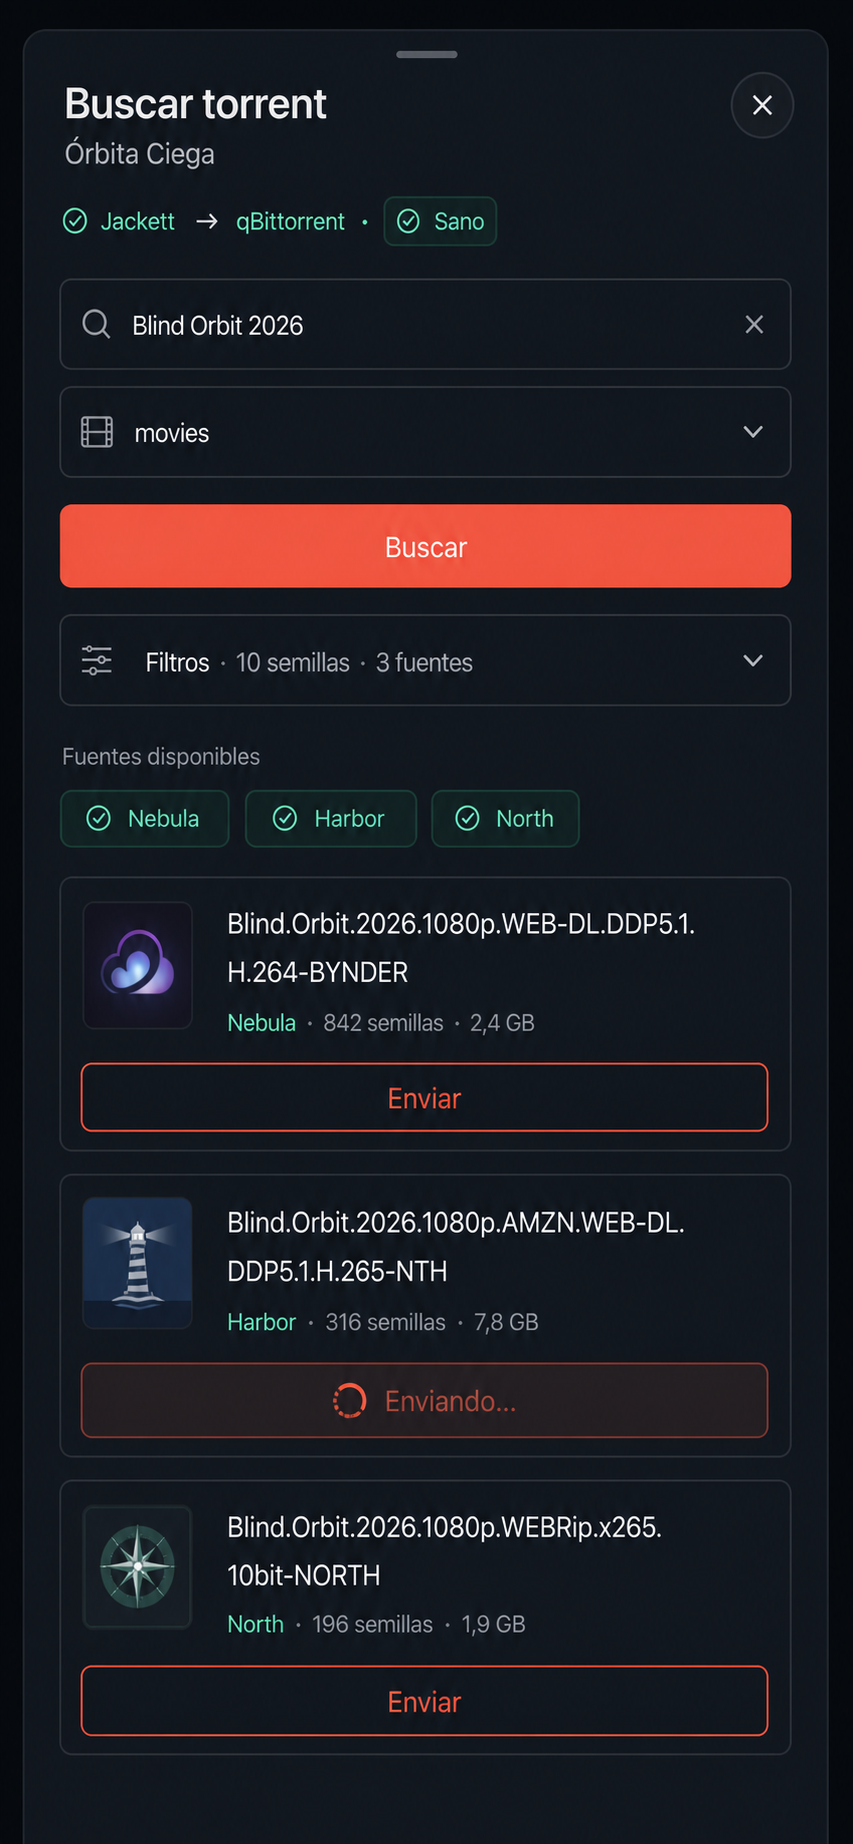 Buscar torrent
Órbita Ciega
Jackett → qBittorrent • Sano
Blind Orbit 2026
movies
Buscar
Filtros · 10 semillas · 3 fuentes
Fuentes disponibles
Nebula Harbor North
Blind.Orbit.2026.1080p.WEB-DL.DDP5.1.
H.264-BYNDER
Nebula · 842 semillas · 2,4 GB
Enviar
Blind.Orbit.2026.1080p.AMZN.WEB-DL.
DDP5.1.H.265-NTH
Harbor · 316 semillas · 7,8 GB
Enviando...
Blind.Orbit.2026.1080p.WEBRip.x265.
10bit-NORTH
North · 196 semillas · 1,9 GB
Enviar